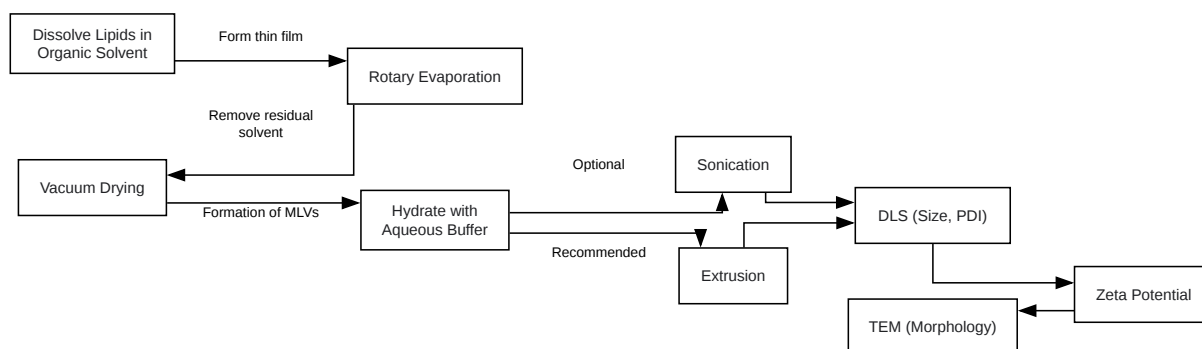 Dissolve Lipids in
Organic Solvent
Form thin film
Rotary Evaporation
Remove residual
solvent
Vacuum Drying
Formation of MLVs
Hydrate with
Aqueous Buffer
Optional
Recommended
Sonication
Extrusion
DLS (Size, PDI)
Zeta Potential
TEM (Morphology)